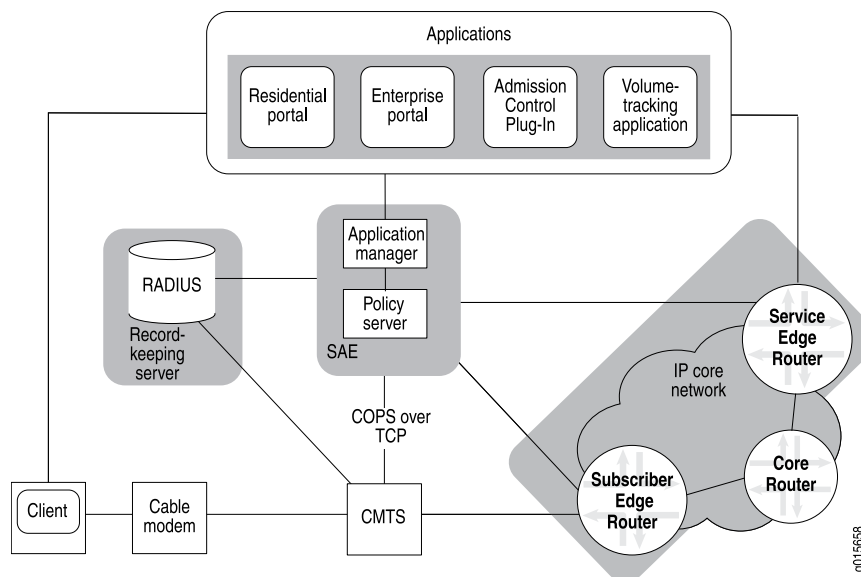 Applications
Residential
portal
Enterprise
portal
Admission
Control
Plug-In
Volume-
tracking
application
Application
manager
Policy
server
SAE
RADIUS
Record-
keeping
server
COPS over
TCP
IP core
network
Service
Edge
Router
Core
Router
Subscriber
Edge
Router
Client
Cable
modem
CMTS
g015658